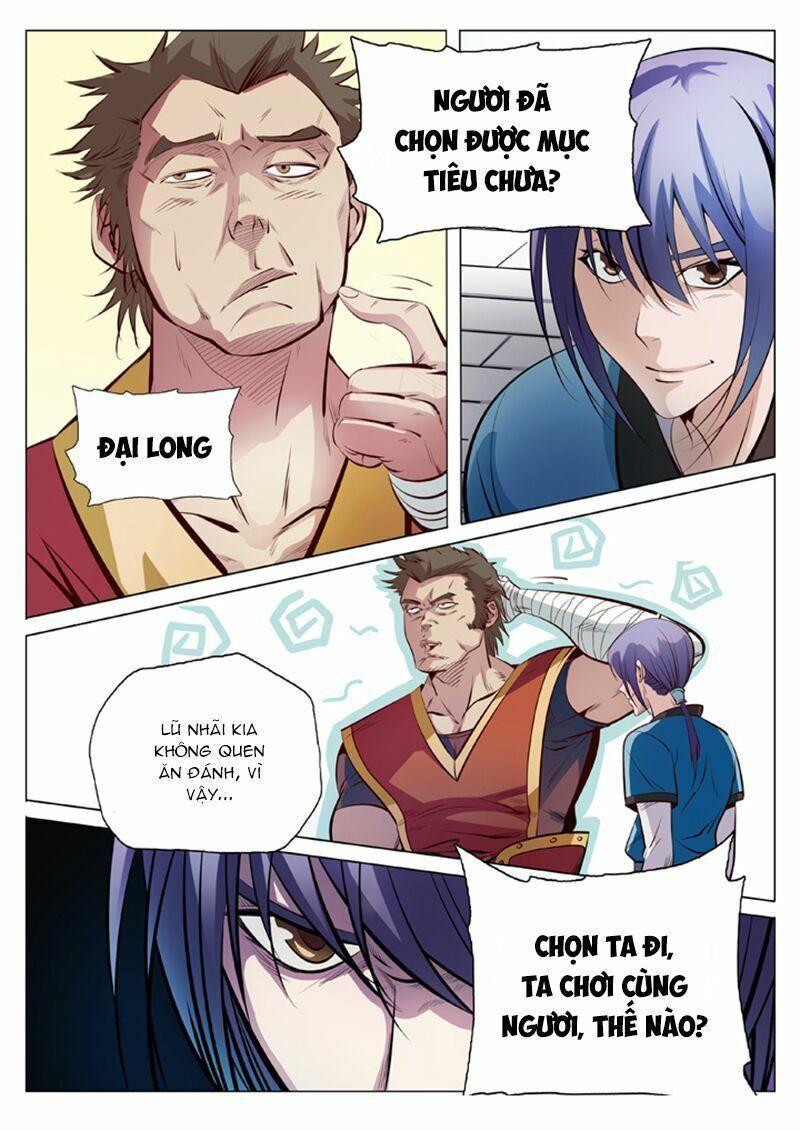 ĐẠI LONG
NGƯƠI ĐÃ
CHỌN ĐƯỢC MỤC
TIÊU CHƯA?
LŨ NHÃI KIA
KHÔNG QUEN
ĂN ĐÁNH, VÌ
VẬY...
CHỌN TA ĐI,
TA CHƠI CÙNG
NGƯƠI, THẾ NÀO?